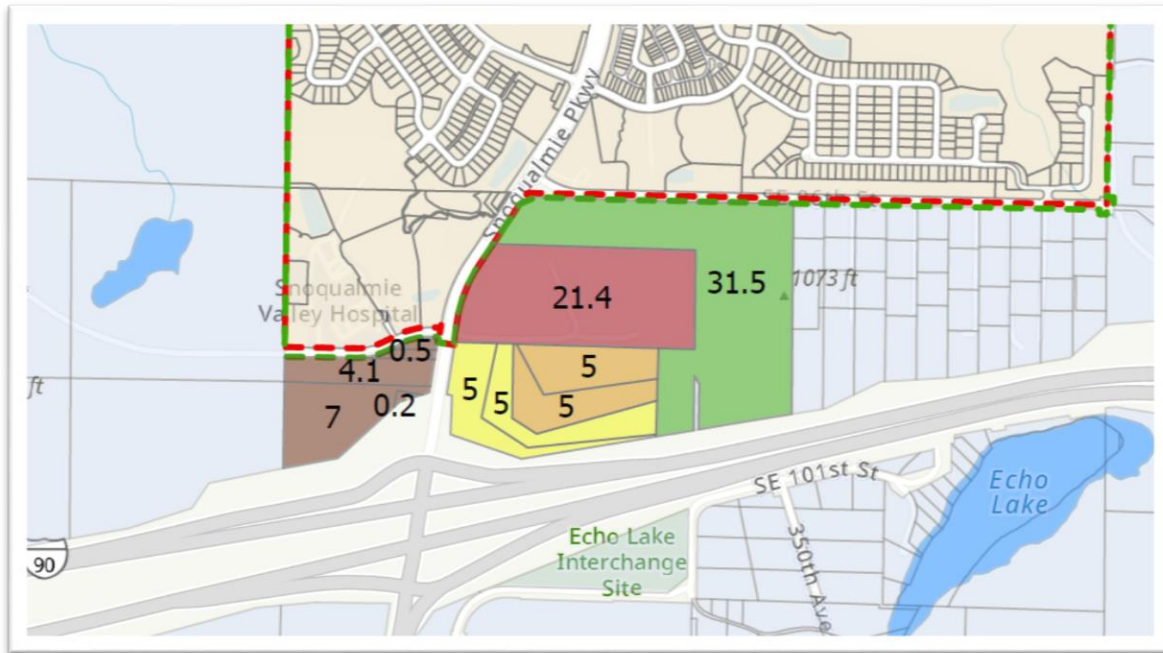 Snoqualmie Pkwy
SE 96th St
21.4
31.5
1073 ft
Snoqualmie
Valley Hospital
0.5
4.1
ft
7
0.2
5
5
5
5
SE 101st St
Echo
Lake
90
Echo Lake
Interchange
Site
350th Ave